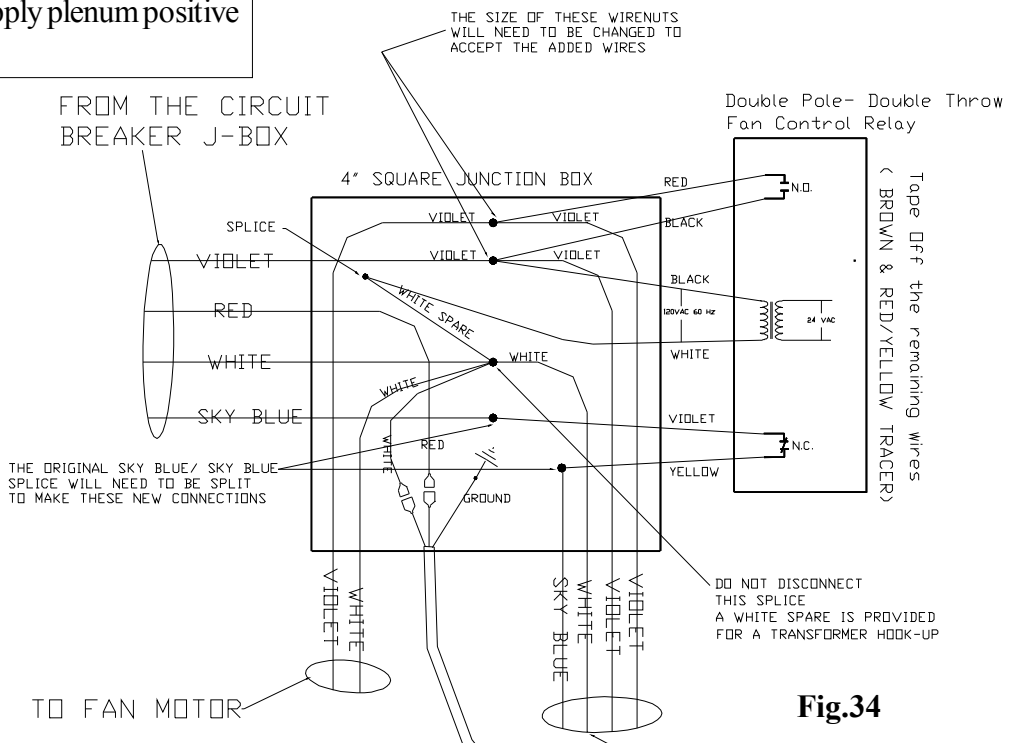 pply plenum positive
THE SIZE OF THESE WIRENUTS
WILL NEED TO BE CHANGED TO
ACCEPT THE ADDED WIRES
FROM THE CIRCUIT
BREAKER J-BOX
Double Pole- Double Throw
Fan Control Relay
4" SQUARE JUNCTION BOX
RED
N.O.
VIOLET
VIOLET
BLACK
SPLICE
VIOLET
VIOLET
VIOLET
BLACK
WHITE SPARE
RED
120VAC 60 HZ
24 VAC
WHITE
WHITE
WHITE
WHITE
SKY BLUE
VIOLET
WHITE
RED
N.C.
YELLOW
THE ORIGINAL SKY BLUE/ SKY BLUE
SPLICE WILL NEED TO BE SPLIT
TO MAKE THESE NEW CONNECTIONS
GROUND
Tape Off the remaining wires
( BROWN & RED/YELLOW TRACER)
DO NOT DISCONNECT
THIS SPLICE
A WHITE SPARE IS PROVIDED
FOR A TRANSFORMER HOOK-UP
VIOLET
WHITE
SKY BLUE
WHITE
VIOLET
VIOLET
TO FAN MOTOR
Fig.34